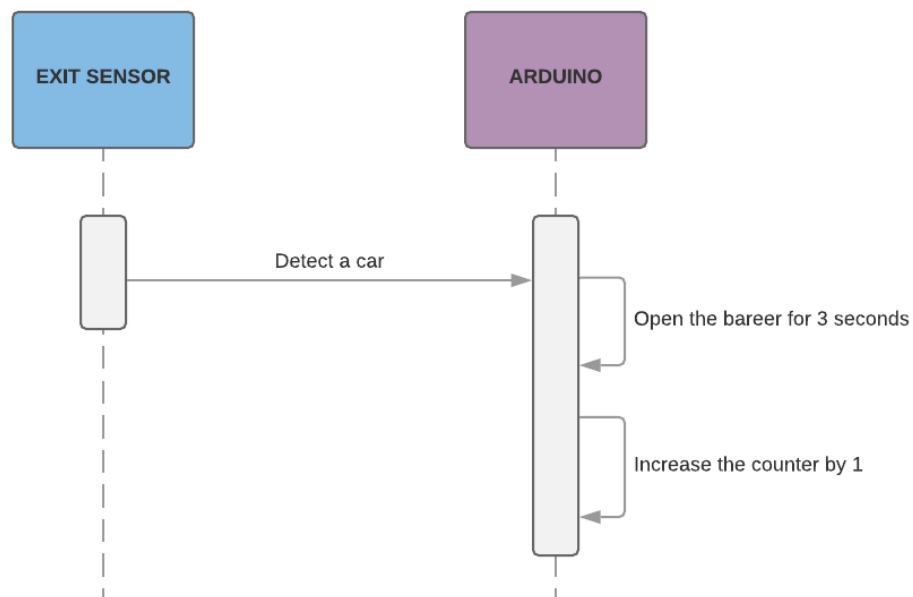 EXIT SENSOR
ARDUINO
Detect a car
Open the bareer for 3 seconds
Increase the counter by 1